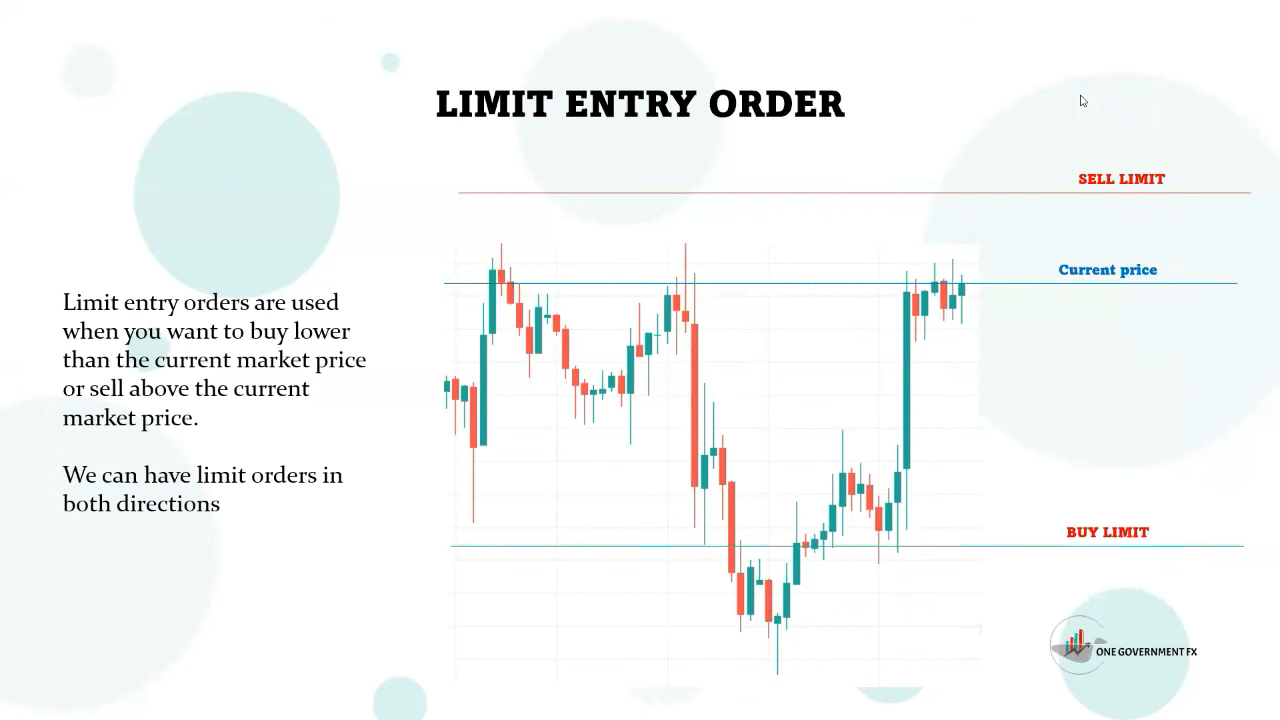 LIMIT ENTRY ORDER
SELL LIMIT
Current price
Limit entry orders are used
when you want to buy lower
than the current market price
or sell above the current
market price.
We can have limit orders in
both directions
BUY LIMIT
ONE GOVERNMENT FX